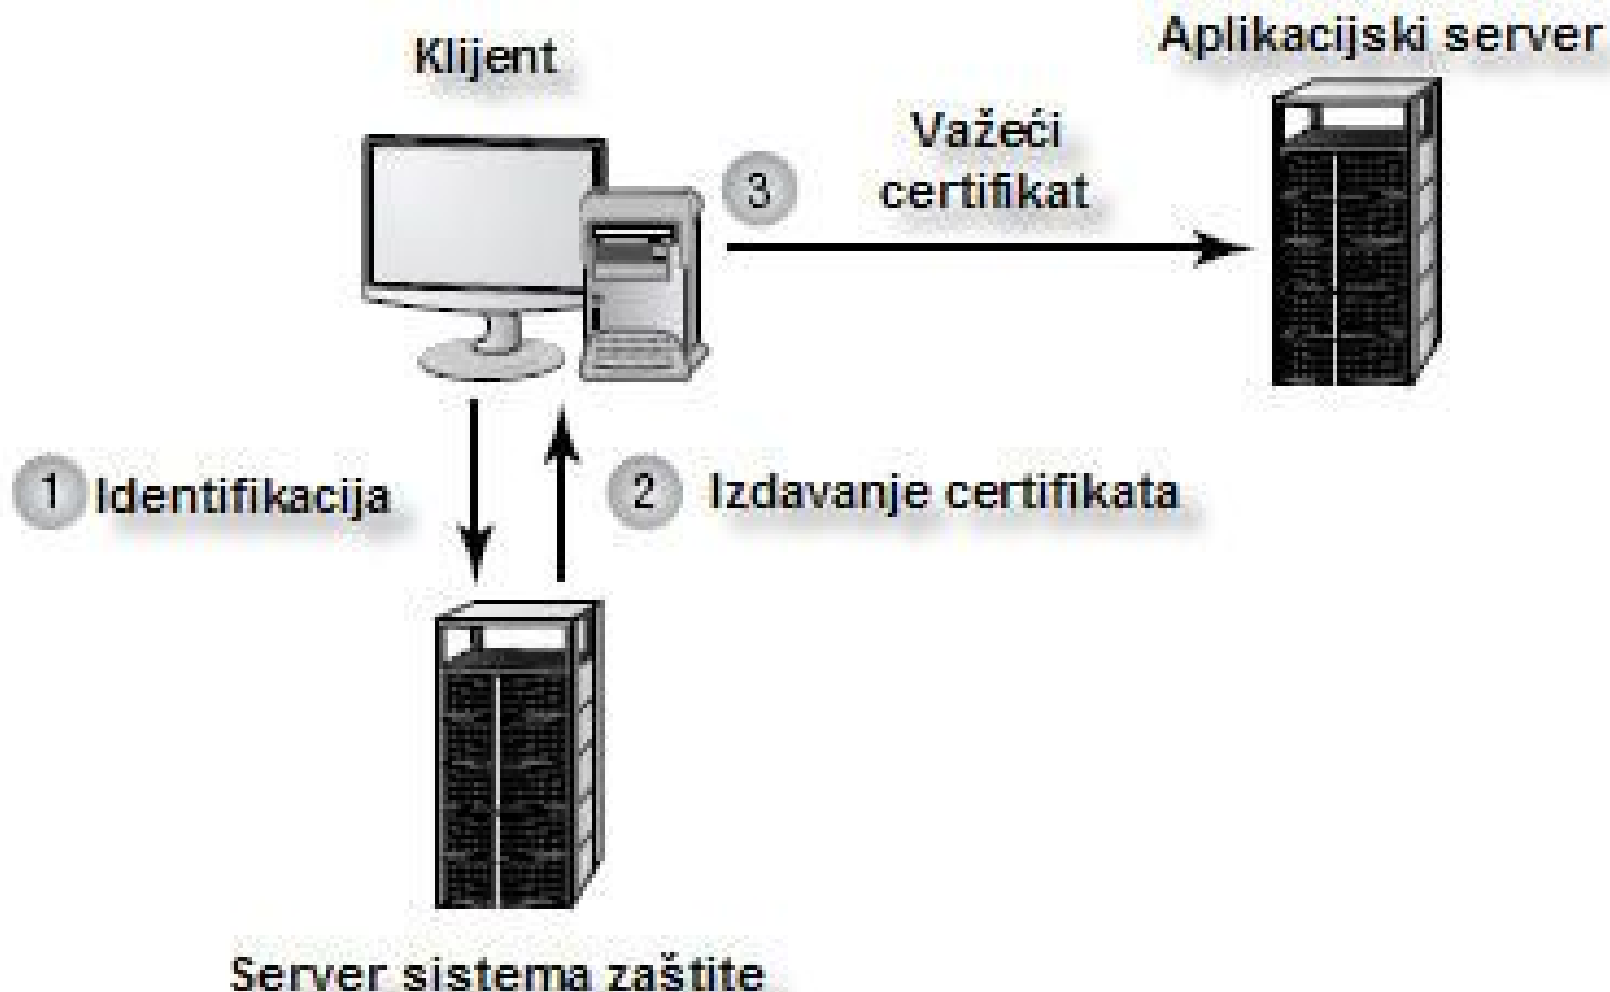 Klijent
Aplikacijski server
3
Važeći
certifikat
1 Identifikacija
2 Izdavanje certifikata
Server sistema zaštite